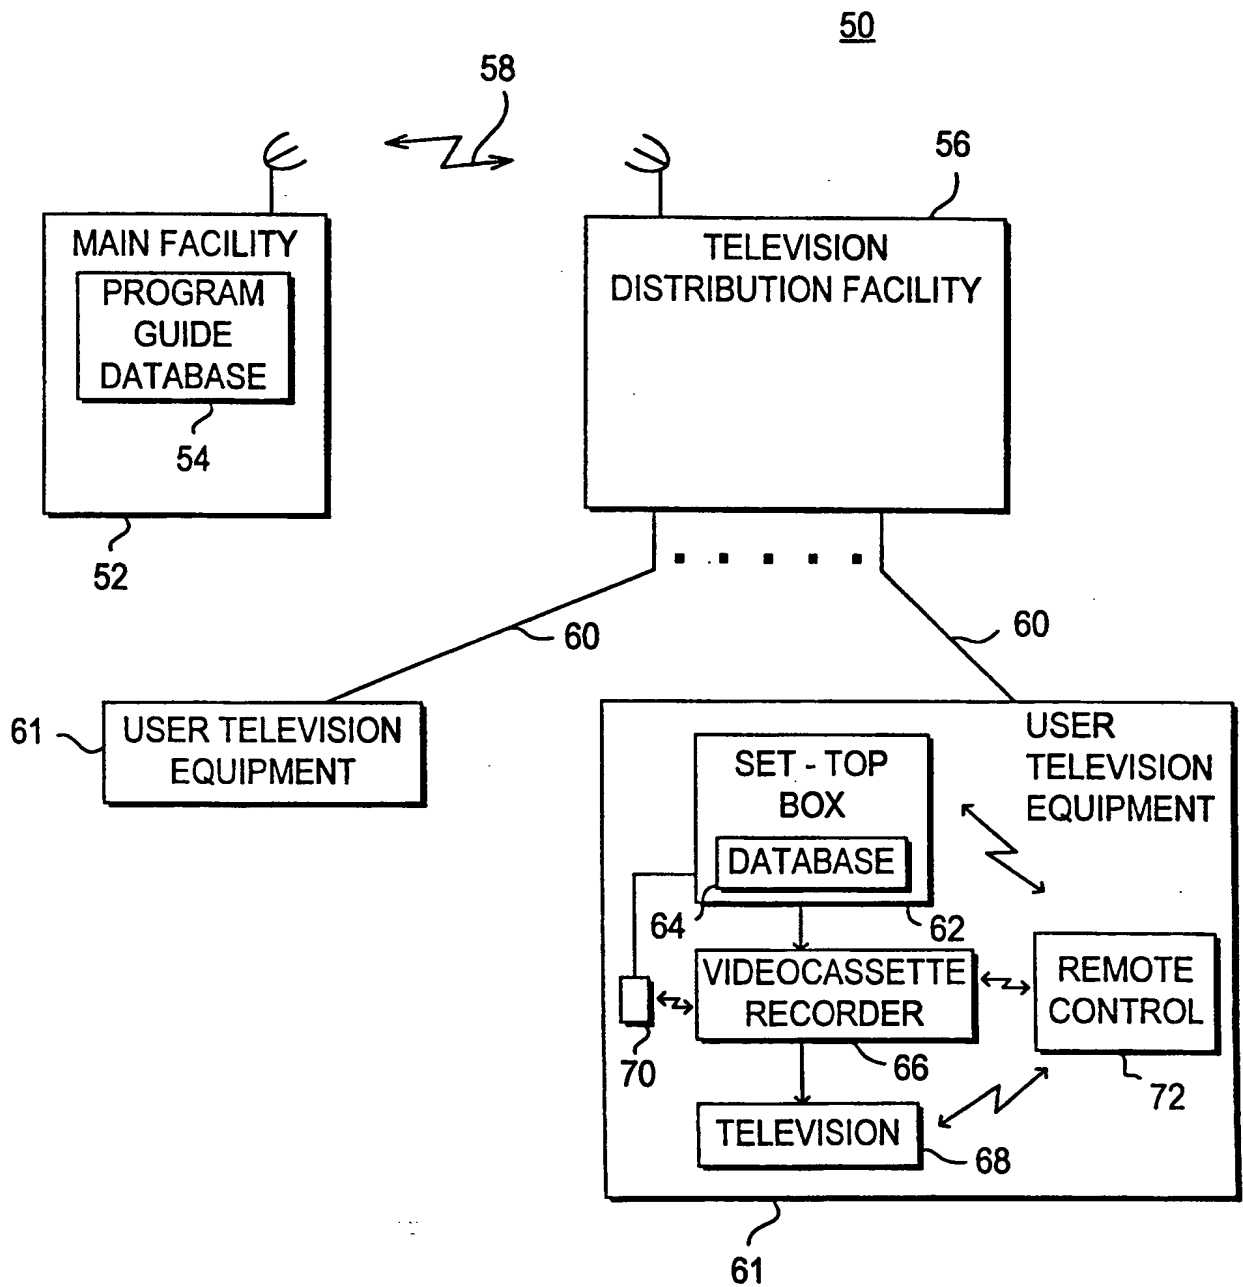 50
58
56
MAIN FACILITY
PROGRAM
GUIDE
DATABASE
54
52
TELEVISION
DISTRIBUTION FACILITY
60
60
61
USER TELEVISION
EQUIPMENT
USER
TELEVISION
EQUIPMENT
SET - TOP
BOX
DATABASE
64
62
VIDEOCASSETTE
RECORDER
70
66
REMOTE
CONTROL
72
TELEVISION
68
61